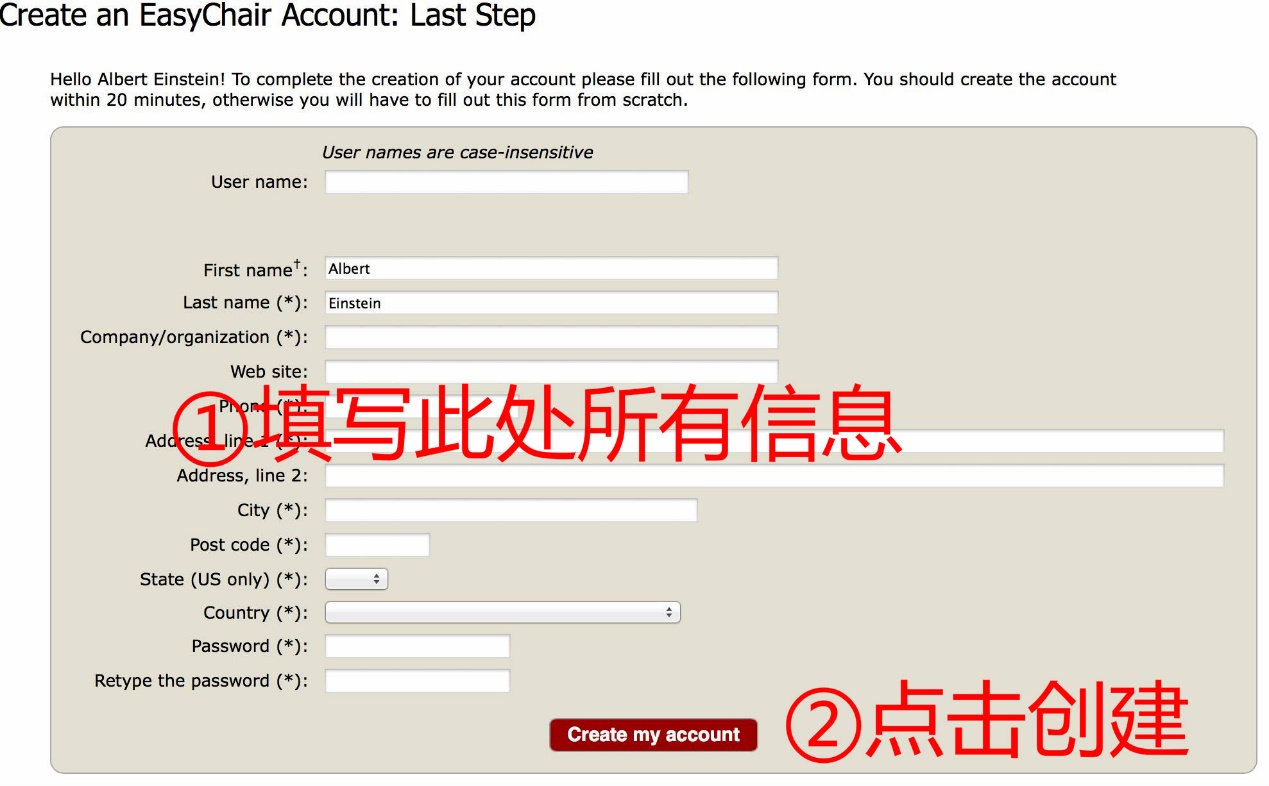 Create an EasyChair Account: Last Step
Hello Albert Einstein! To complete the creation of your account please fill out the following form. You should create the account
within 20 minutes, otherwise you will have to fill out this form from scratch.
User names are case-insensitive
User name:
First name†: Albert
Last name (*): Einstein
Company/organization (*):
Web site:
Phone (*):
①填写此处所有信息
Address, line 1 (*):
Address, line 2:
City (*):
Post code (*):
State (US only) (*):
Country (*):
Password (*):
Retype the password (*):
Create my account
②点击创建